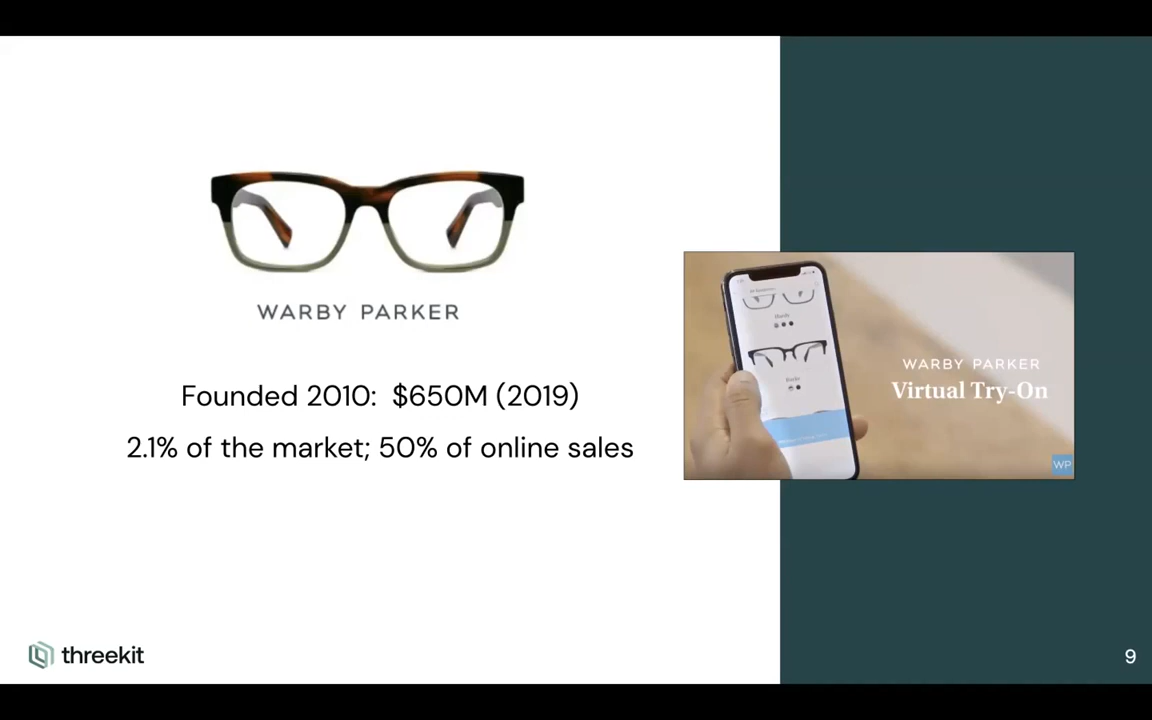 WARBY PARKER
Founded 2010:  $650M (2019)
2.1% of the market; 50% of online sales
WARBY PARKER
Virtual Try-On
WP
threekit
9